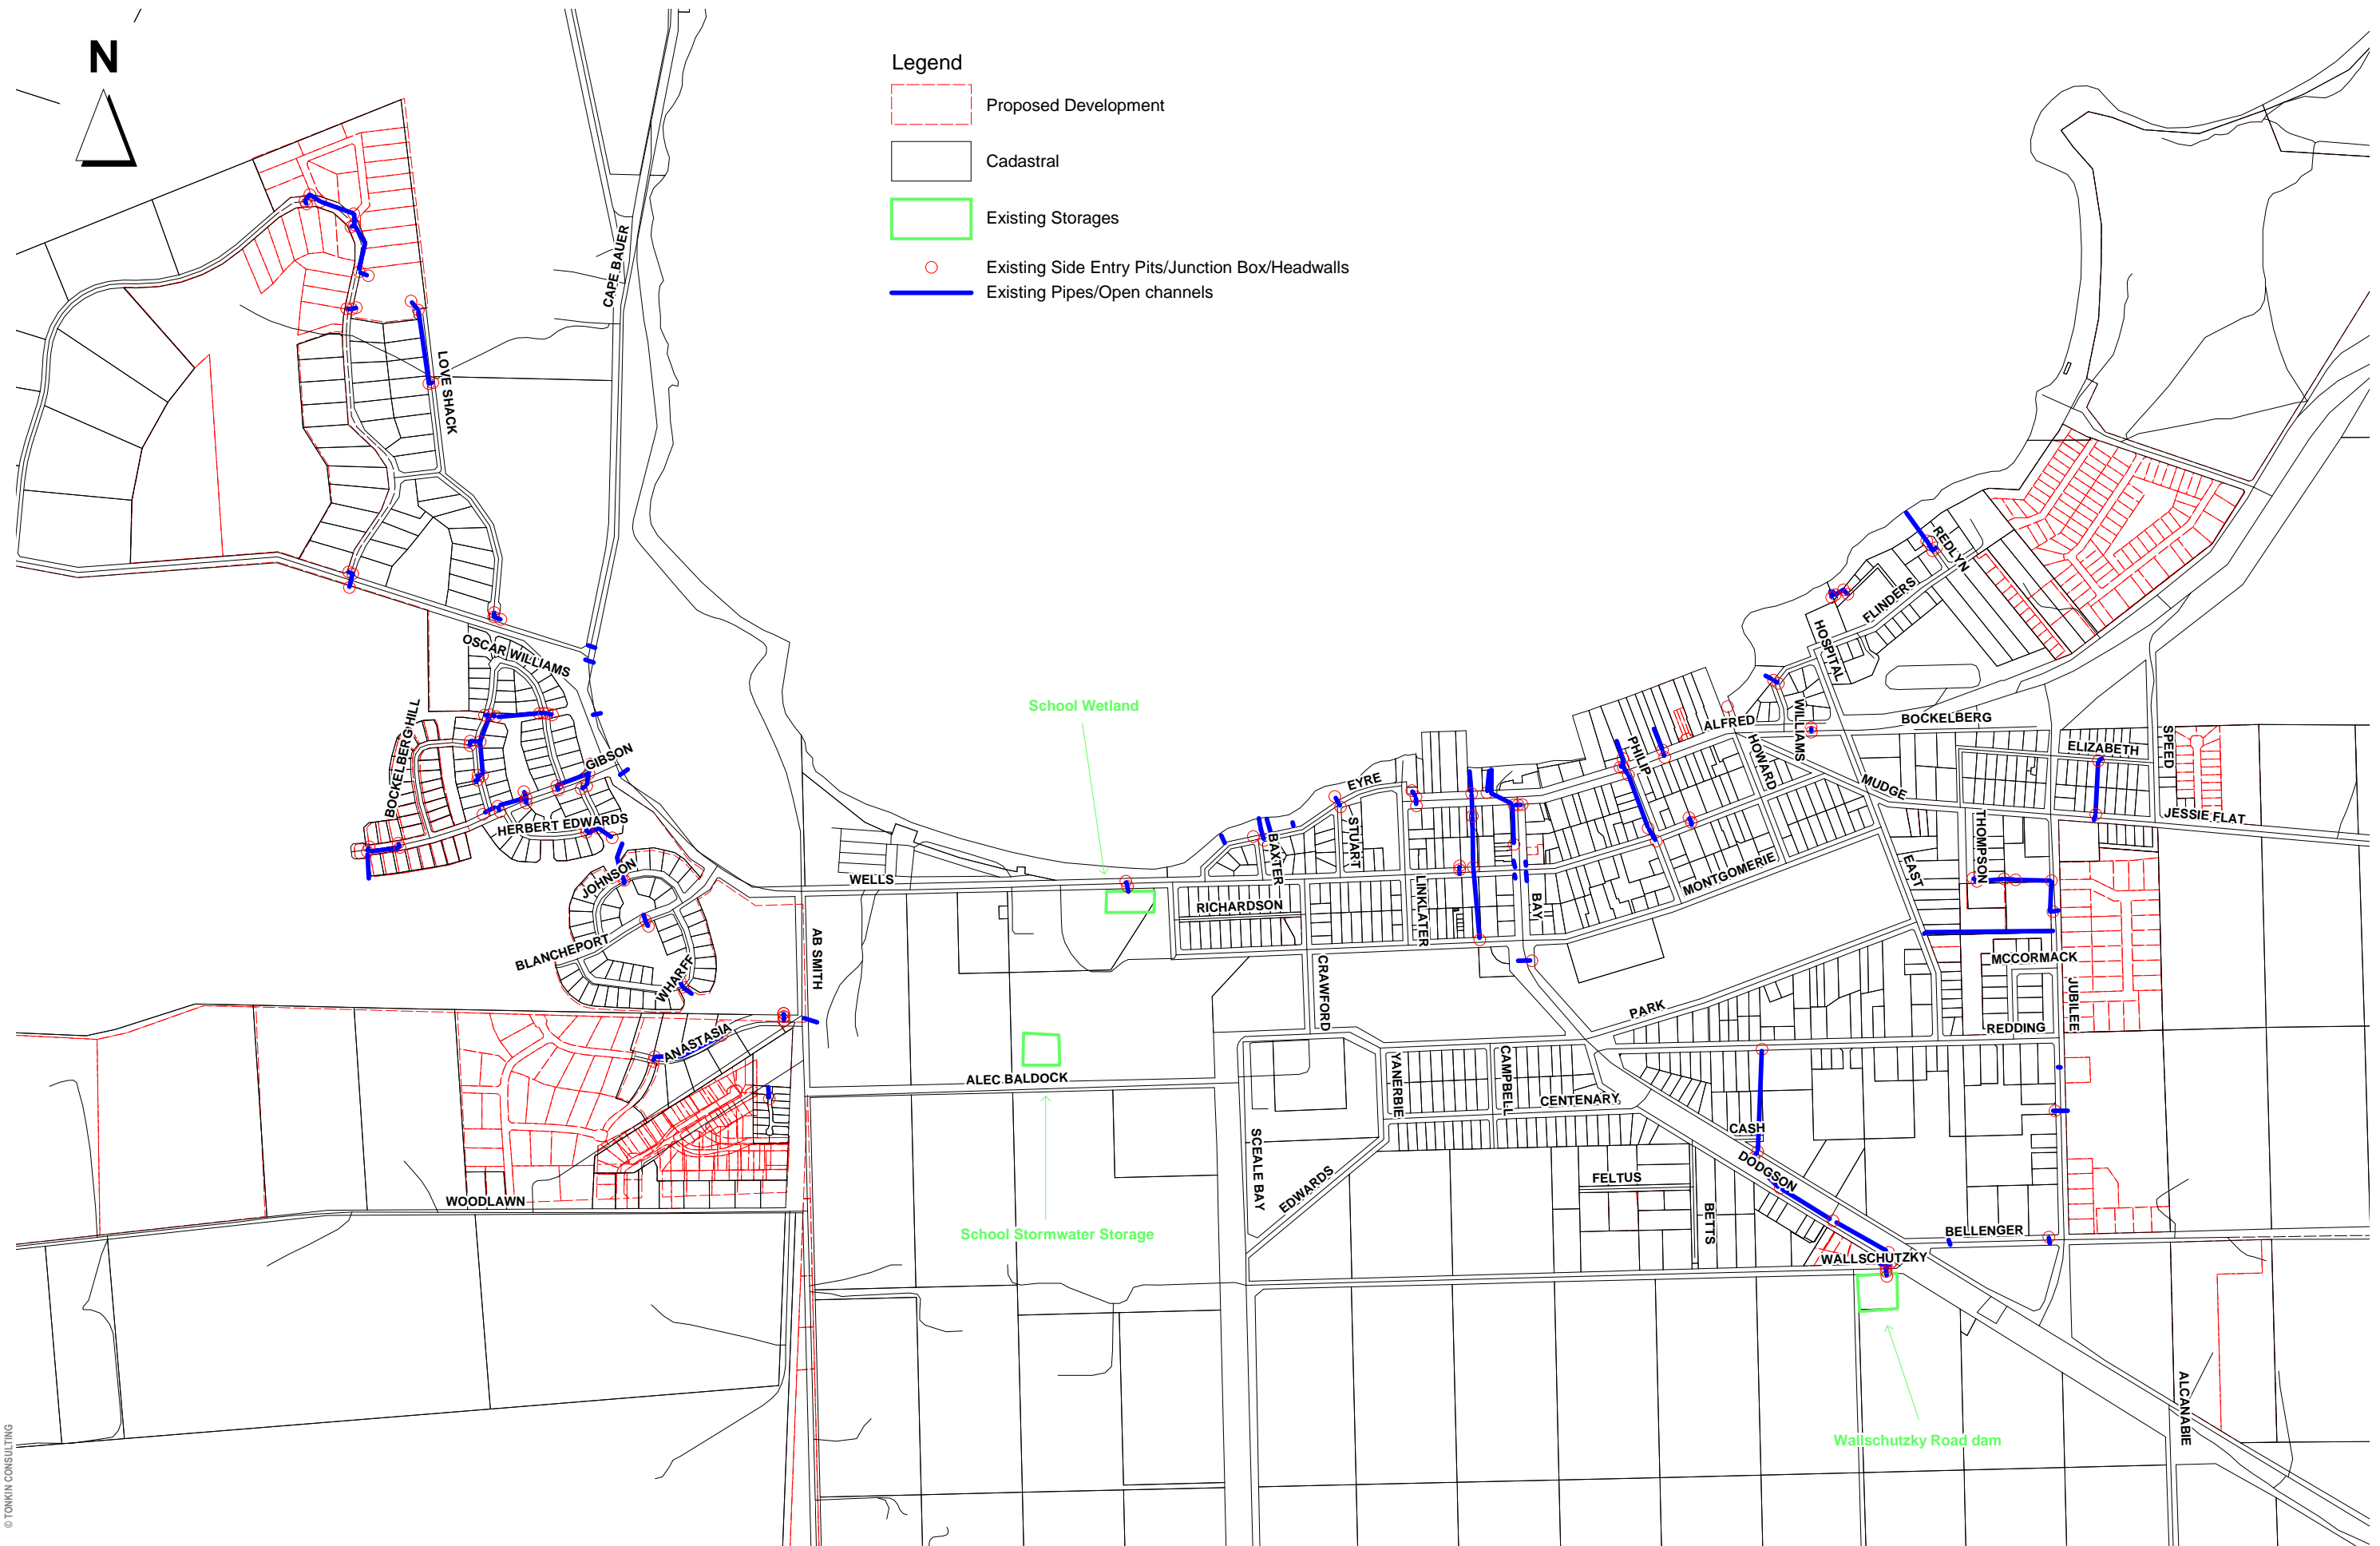 N
Legend
Proposed Development
Cadastral
Existing Storages
Existing Side Entry Pits/Junction Box/Headwalls
Existing Pipes/Open channels
CAPE BAUER
LOVE SHACK
OSCAR WILLIAMS
BOCKELBERG HILL
GIBSON
HERBERT EDWARDS
JOHNSON
BLANCHEPORT
WHARFF
ANASTASIA
WOODLAWN
AB SMITH
WELLS
School Wetland
RICHARDSON
BAXTER
EYRE
STUART
LINKLATER
BAY
CRAWFORD
ALEC BALDOCK
School Stormwater Storage
SCEALE BAY
EDWARDS
YANERBIE
CAMPBELL
CENTENARY
FELTUS
BETTS
PHILIP
ALFRED
HOWARD
WILLIAMS
MONTGOMERIE
HOSPITAL
FLINDERS
REDLYN
BOCKELBERG
MUDGE
ELIZABETH
SPEED
JESSIE FLAT
THOMPSON
EAST
MCCORMACK
JUBILEE
REDDING
PARK
CASH
DODGSON
BELLENGER
WALLSCHUTZKY
Wallschutzky Road dam
ALCANABIE
© TONKIN CONSULTING